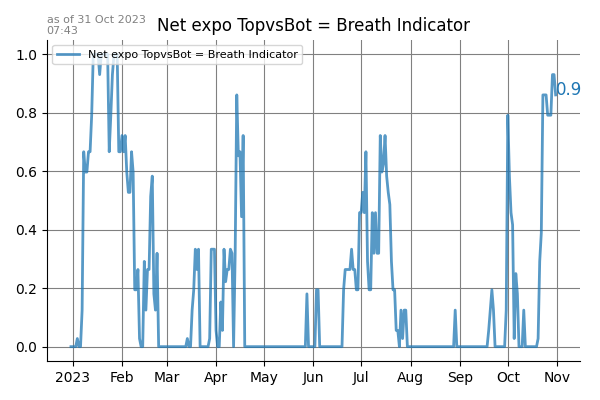 as of 31 Oct 2023
07:43
Net expo TopvsBot = Breath Indicator
Net expo TopvsBot = Breath Indicator
1.0
0.8
0.6
0.4
0.2
0.0
0.9
2023 Feb Mar Apr May Jun Jul Aug Sep Oct Nov